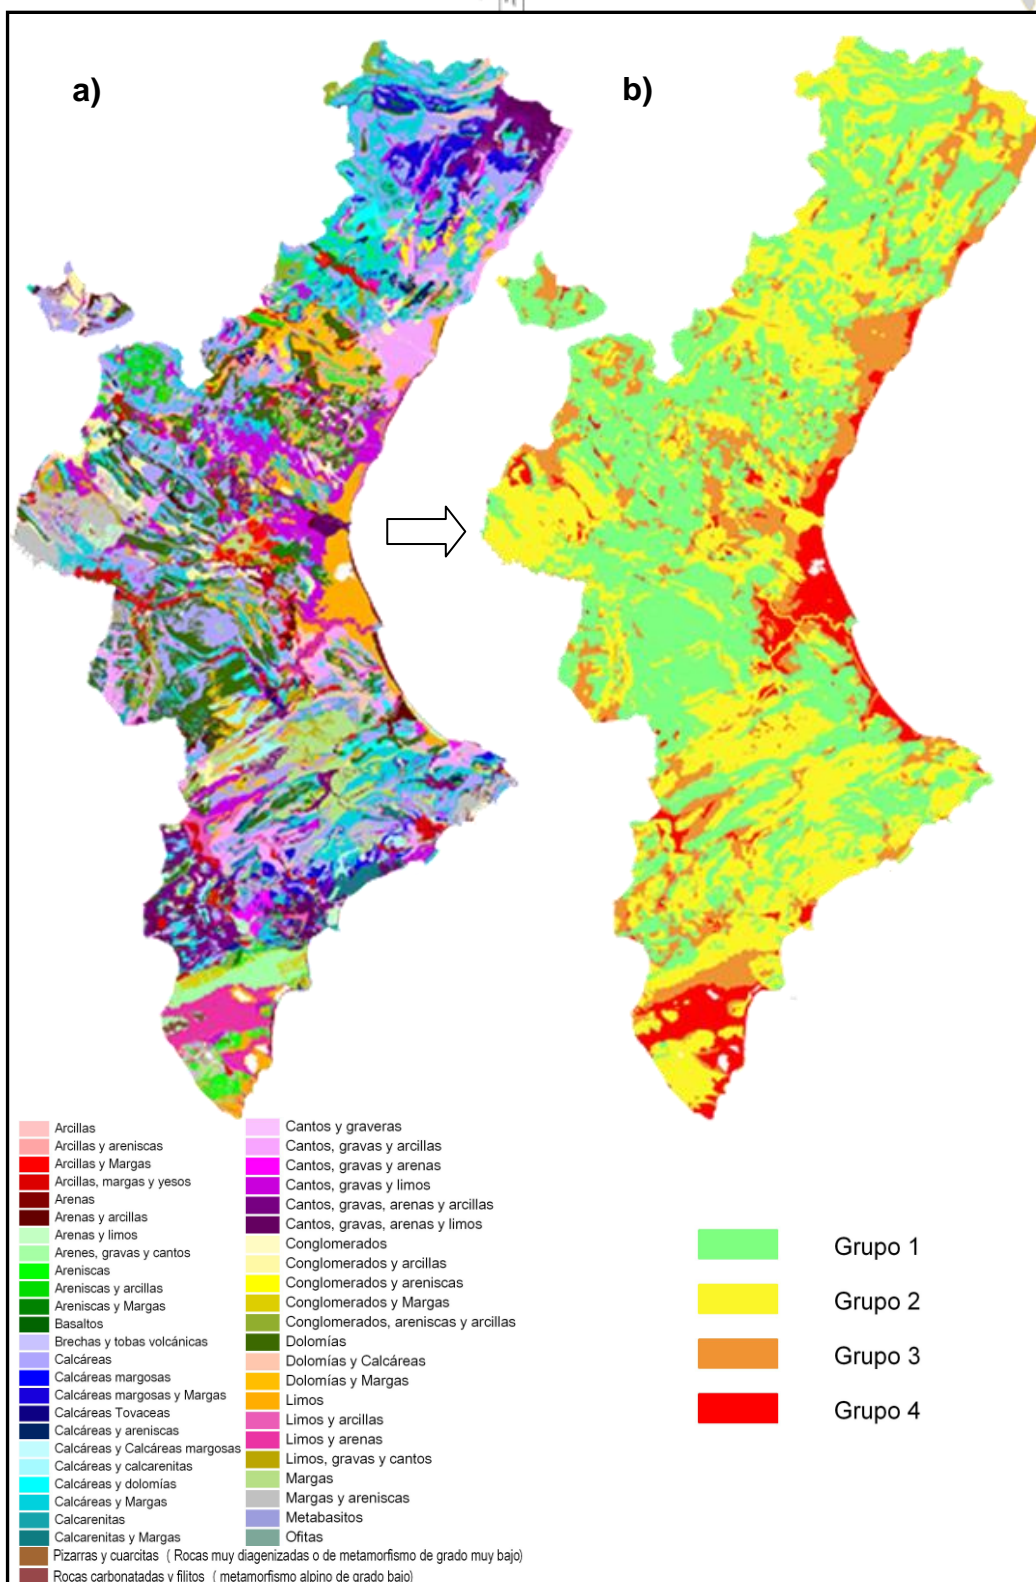 a)
b)
Arcillas
Arcillas y areniscas
Arcillas y Margas
Arcillas, margas y yesos
Arenas
Arenas y arcillas
Arenas y limos
Arenes, gravas y cantos
Areniscas
Areniscas y arcillas
Areniscas y Margas
Basaltos
Brechas y tobas volcánicas
Calcáreas
Calcáreas margosas
Calcáreas margosas y Margas
Calcáreas Tovaceas
Calcáreas y areniscas
Calcáreas y Calcáreas margosas
Calcáreas y calcarenitas
Calcáreas y dolomías
Calcáreas y Margas
Calcarenitas
Calcarenitas y Margas
Pizarras y cuarcitas ( Rocas muy diagenizadas o de metamorfismo de grado muy bajo)
Rocas carbonatadas y filitos ( metamorfismo alpino de grado bajo)
Cantos y graveras
Cantos, gravas y arcillas
Cantos, gravas y arenas
Cantos, gravas y limos
Cantos, gravas, arenas y arcillas
Cantos, gravas, arenas y limos
Conglomerados
Conglomerados y arcillas
Conglomerados y areniscas
Conglomerados y Margas
Conglomerados, areniscas y arcillas
Dolomías
Dolomías y Calcáreas
Dolomías y Margas
Limos
Limos y arcillas
Limos y arenas
Limos, gravas y cantos
Margas
Margas y areniscas
Metabasitos
Ofitas
Grupo 1
Grupo 2
Grupo 3
Grupo 4